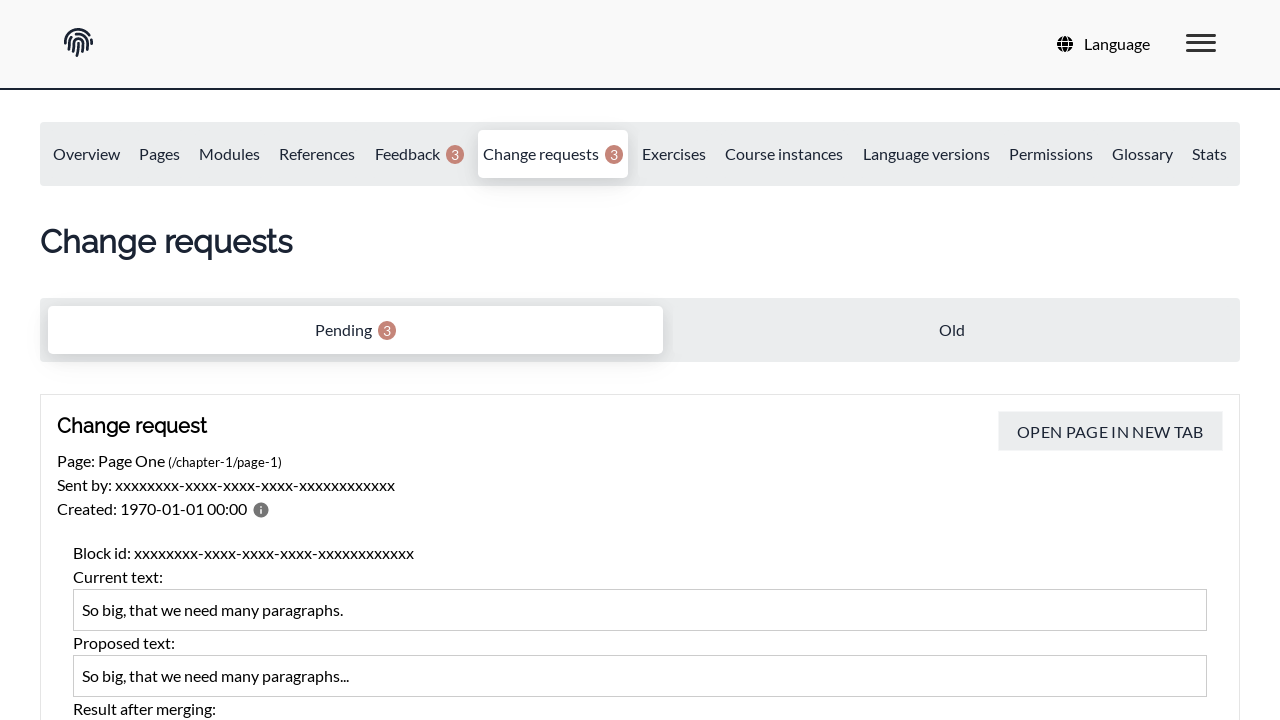 Language
Overview Pages Modules References Feedback 3 Change requests 3 Exercises Course instances Language versions Permissions Glossary Stats
Change requests
Pending 3 Old
Change request
OPEN PAGE IN NEW TAB
Page: Page One (/chapter-1/page-1)
Sent by: xxxxxxxx-xxxx-xxxx-xxxx-xxxxxxxxxxxx
Created: 1970-01-01 00:00
Block id: xxxxxxxx-xxxx-xxxx-xxxx-xxxxxxxxxxxx
Current text:
So big, that we need many paragraphs.
Proposed text:
So big, that we need many paragraphs...
Result after merging: